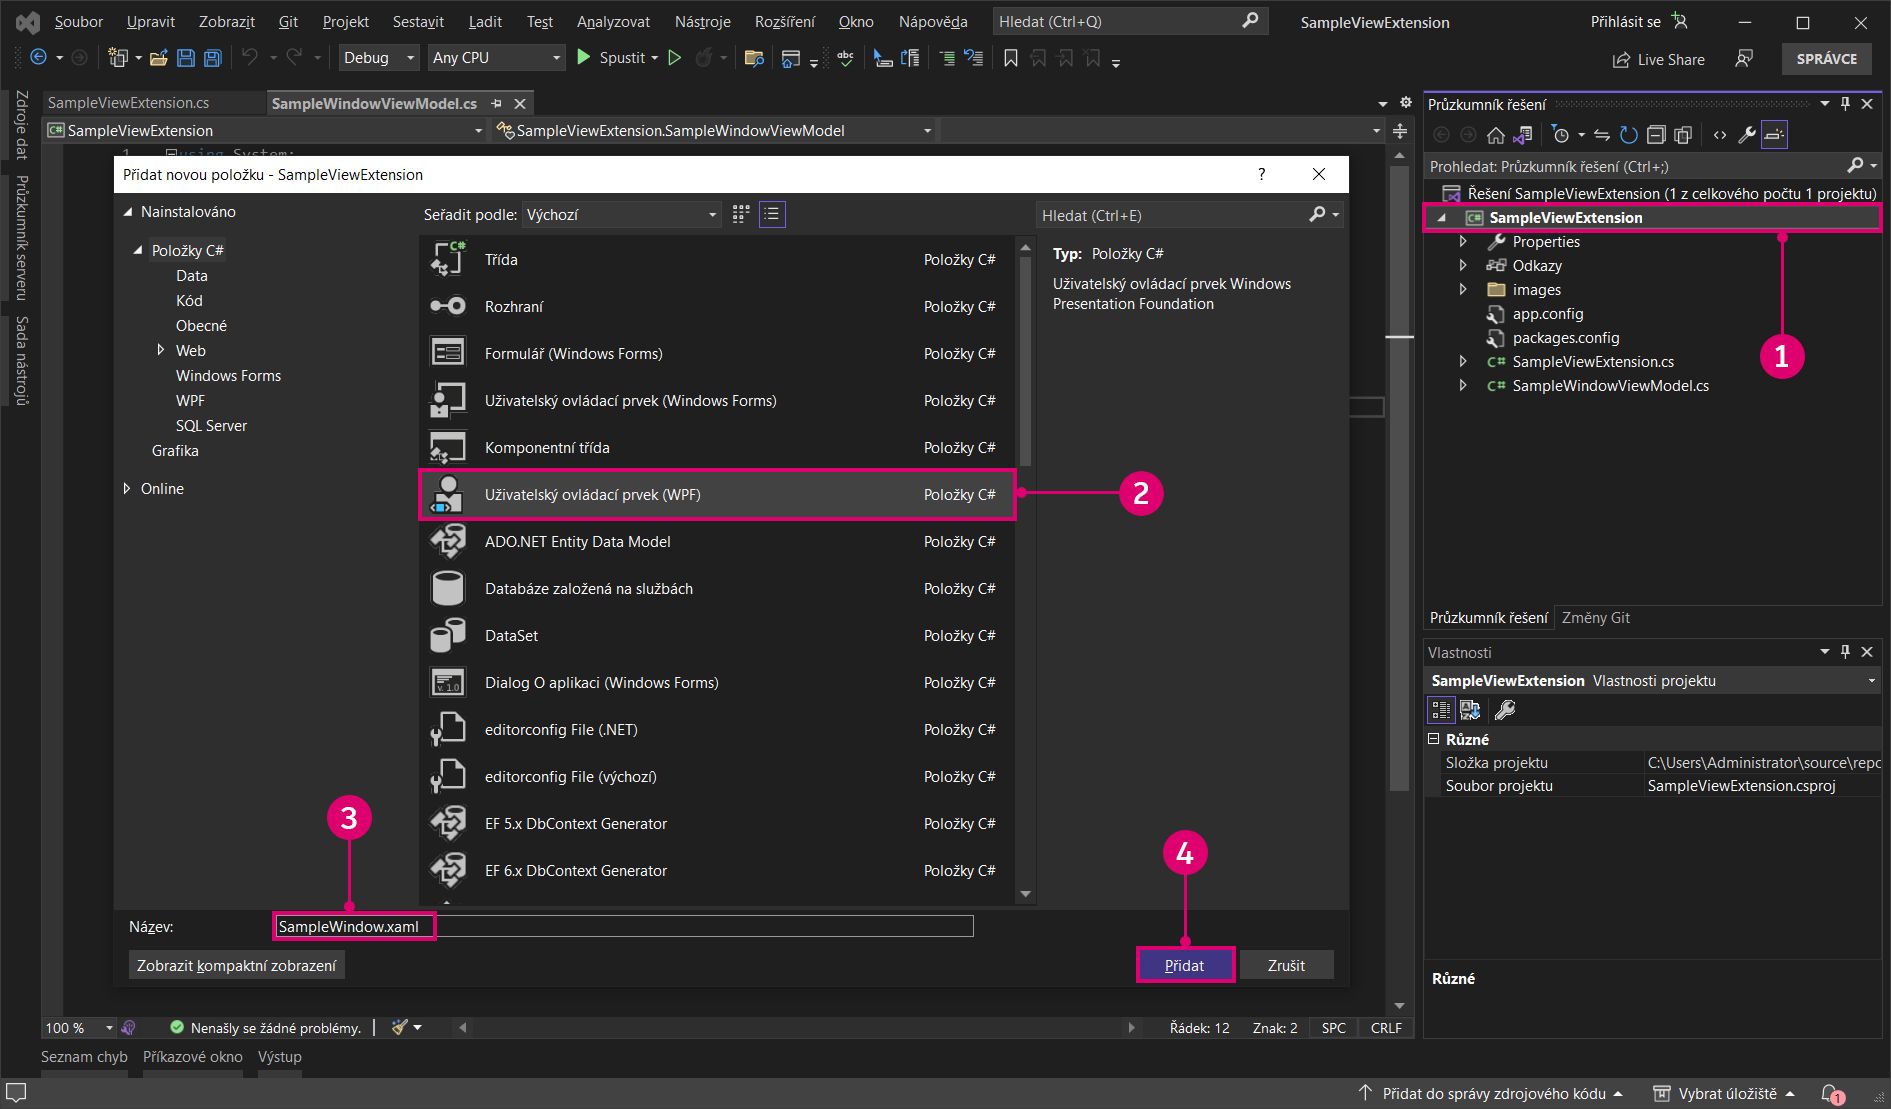 Soubor Upravit Zobrazit Git Projekt Sestavit Ladit Test Analyzovat Nástroje Rozšíření Okno Nápověda Hledat (Ctrl+Q) SampleViewExtension Přihlásit se
Debug Any CPU Spustit abc Live Share SPRÁVCE
Zdroje dat
Průzkumník serveru
Sada nástrojů
SampleViewExtension.cs SampleWindowViewModel.cs
C# SampleViewExtension SampleViewExtension.SampleWindowViewModel
1 using System;
Přidat novou položku - SampleViewExtension ? 
Nainstalováno
Položky C#
Data
Kód
Obecné
Web
Windows Forms
WPF
SQL Server
Grafika
Online
Seřadit podle: Výchozí
Hledat (Ctrl+E)
Třída Položky C#
Rozhraní Položky C#
Formulář (Windows Forms) Položky C#
Uživatelský ovládací prvek (Windows Forms) Položky C#
Komponentní třída Položky C#
Uživatelský ovládací prvek (WPF) Položky C#
2
ADO.NET Entity Data Model Položky C#
Databáze založená na službách Položky C#
DataSet Položky C#
Dialog O aplikaci (Windows Forms) Položky C#
editorconfig File (.NET) Položky C#
editorconfig File (výchozí) Položky C#
EF 5.x DbContext Generator Položky C#
EF 6.x DbContext Generator Položky C#
Typ: Položky C#
Uživatelský ovládací prvek Windows
Presentation Foundation
3
4
Název: SampleWindow.xaml
Zobrazit kompaktní zobrazení Přidat Zrušit
100 % Nenašly se žádné problémy. Řádek: 12 Znak: 2 SPC CRLF
Seznam chyb Příkazové okno Výstup
Průzkumník řešení
Prohledat: Průzkumník řešení (Ctrl+;)
Řešení SampleViewExtension (1 z celkového počtu 1 projektu)
C# SampleViewExtension
1
Properties
Odkazy
images
app.config
packages.config
C# SampleViewExtension.cs
C# SampleWindowViewModel.cs
Průzkumník řešení Změny Git
Vlastnosti
SampleViewExtension Vlastnosti projektu
Různé
Složka projektu C:\Users\Administrator\source\repo
Soubor projektu SampleViewExtension.csproj
Různé
Přidat do správy zdrojového kódu Vybrat úložiště 1